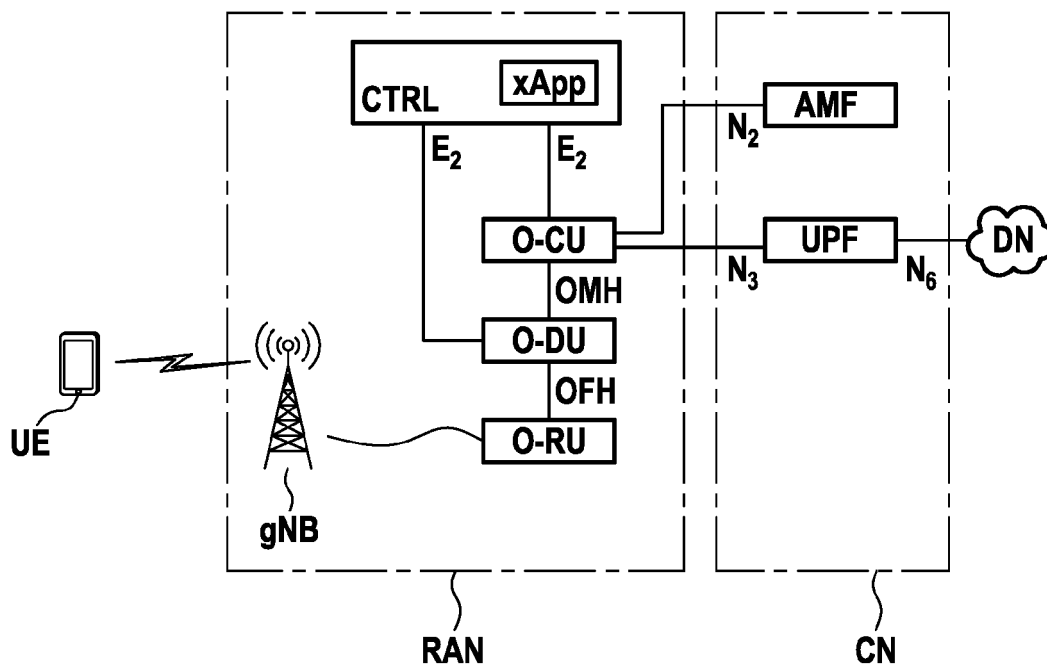 xApp
CTRL
E2
E2
AMF
N2
O-CU
UPF
DN
N3
N6
OMH
O-DU
OFH
UE
O-RU
gNB
RAN
CN